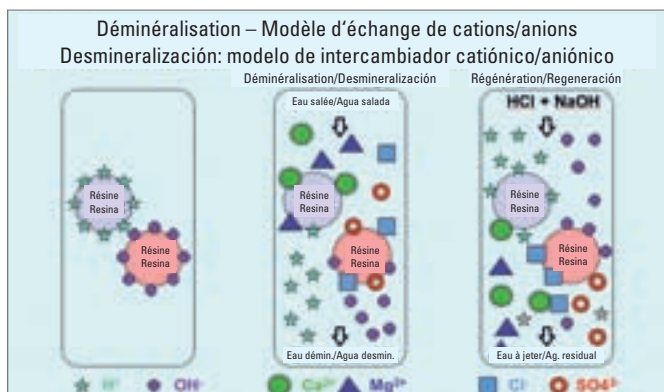 Déminéralisation – Modèle d'échange de cations/anions
Desmineralización: modelo de intercambiador catiónico/aniónico
Déminéralisation/Desmineralización
Régénération/Regeneración
Eau salée/Agua salada
HCl + NaOH
Résine
Resina
Résine
Resina
Résine
Resina
Résine
Resina
Résine
Resina
Résine
Resina
Eau démin./Agua desmin.
Eau à jeter/Ag. residual
H⁺
OH⁻
Ca²⁺
Mg²⁺
Cl⁻
SO4²⁻